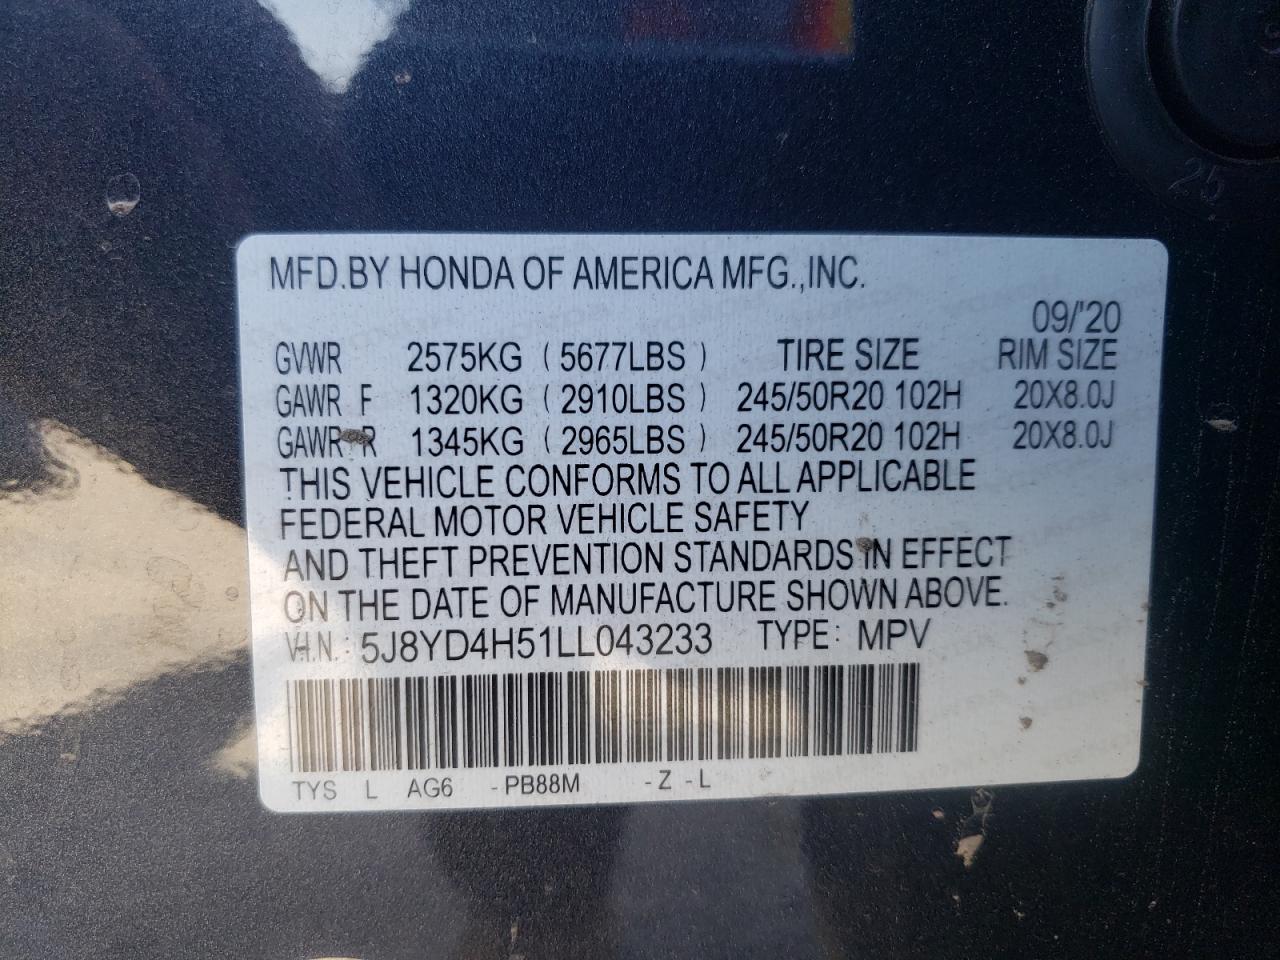 25
MFD.BY HONDA OF AMERICA MFG.,INC.
09/'20
GVWR 2575KG ( 5677LBS ) TIRE SIZE RIM SIZE
GAWR F 1320KG ( 2910LBS ) 245/50R20 102H 20X8.0J
GAWR R 1345KG ( 2965LBS ) 245/50R20 102H 20X8.0J
THIS VEHICLE CONFORMS TO ALL APPLICABLE
FEDERAL MOTOR VEHICLE SAFETY
AND THEFT PREVENTION STANDARDS IN EFFECT
ON THE DATE OF MANUFACTURE SHOWN ABOVE.
V.I.N.: 5J8YD4H51LL043233 TYPE: MPV
TYS L AG6 -PB88M -Z-L